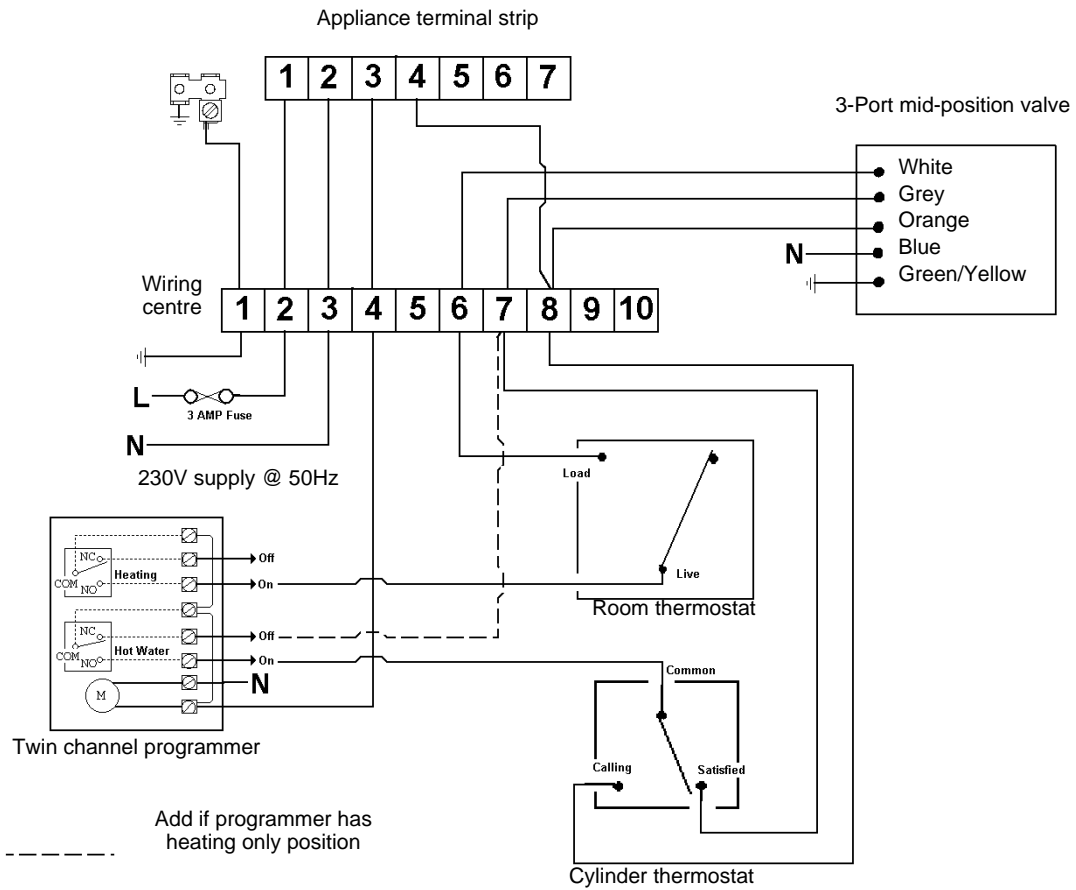 Appliance terminal strip
1 2 3 4 5 6 7
3-Port mid-position valve
White
Grey
Orange
N Blue
Green/Yellow
Wiring
centre
1 2 3 4 5 6 7 8 9 10
L
3 AMP Fuse
N
230V supply @ 50Hz
Load
Live
Room thermostat
NC
COM
NO
Heating
Off
On
NC
COM
NO
Hot Water
Off
On
M
N
Twin channel programmer
Common
Calling
Satisfied
Cylinder thermostat
Add if programmer has
heating only position